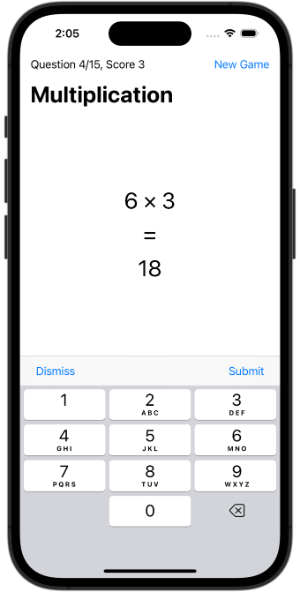 2:05
Question 4/15, Score 3 New Game
Multiplication
6 × 3
=
18
Dismiss Submit
1 2 3
ABC DEF
4 5 6
GHI JKL MNO
7 8 9
PQRS TUV WXYZ
0